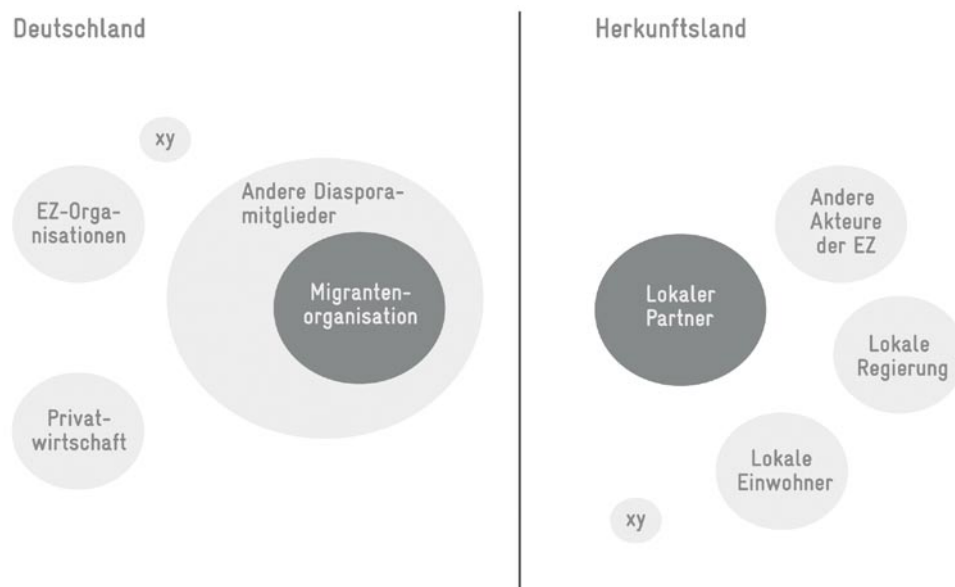 Deutschland
xy
EZ-Orga-
nisationen
Andere Diaspora-
mitglieder
Migranten-
organisation
Privat-
wirtschaft
Herkunftsland
Andere
Akteure
der EZ
Lokaler
Partner
Lokale
Regierung
Lokale
Einwohner
xy